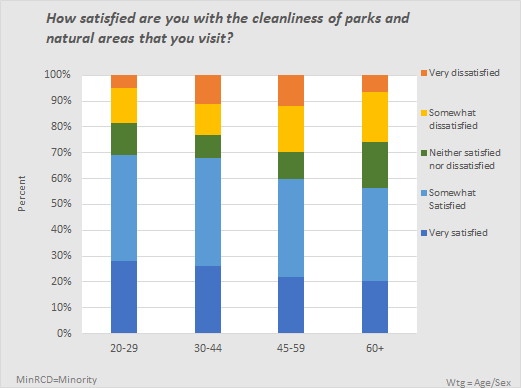 How satisfied are you with the cleanliness of parks and
natural areas that you visit?
100%
90%
80%
70%
60%
50%
40%
30%
20%
10%
0%
Percent
20-29
30-44
45-59
60+
Very dissatisfied
Somewhat
dissatisfied
Neither satisfied
nor dissatisfied
Somewhat
Satisfied
Very satisfied
MinRCD=Minority
Wtg = Age/Sex